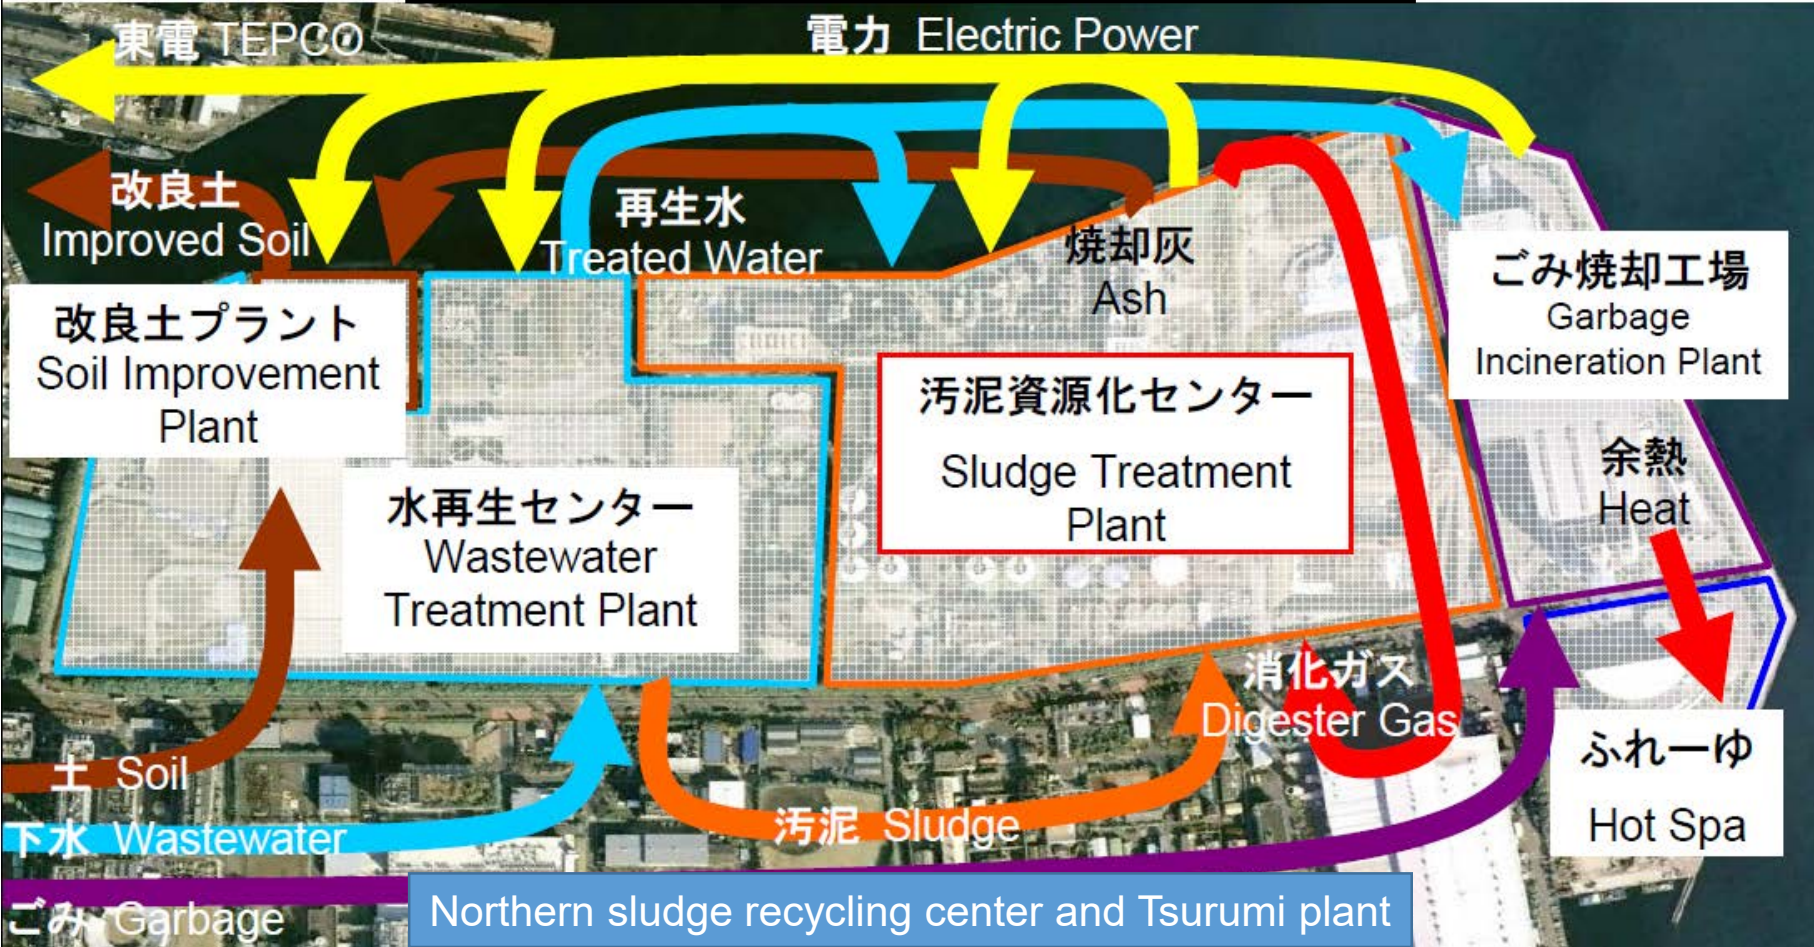 東電 TEPCO
電力 Electric Power
改良土
Improved Soil
再生水
Treated Water
焼却灰
Ash
ごみ焼却工場
Garbage
Incineration Plant
改良土プラント
Soil Improvement
Plant
汚泥資源化センター
Sludge Treatment
Plant
余熱
Heat
水再生センター
Wastewater
Treatment Plant
消化ガス
Digester Gas
ふれーゆ
Hot Spa
土 Soil
下水 Wastewater
汚泥 Sludge
ごみ Garbage
Northern sludge recycling center and Tsurumi plant